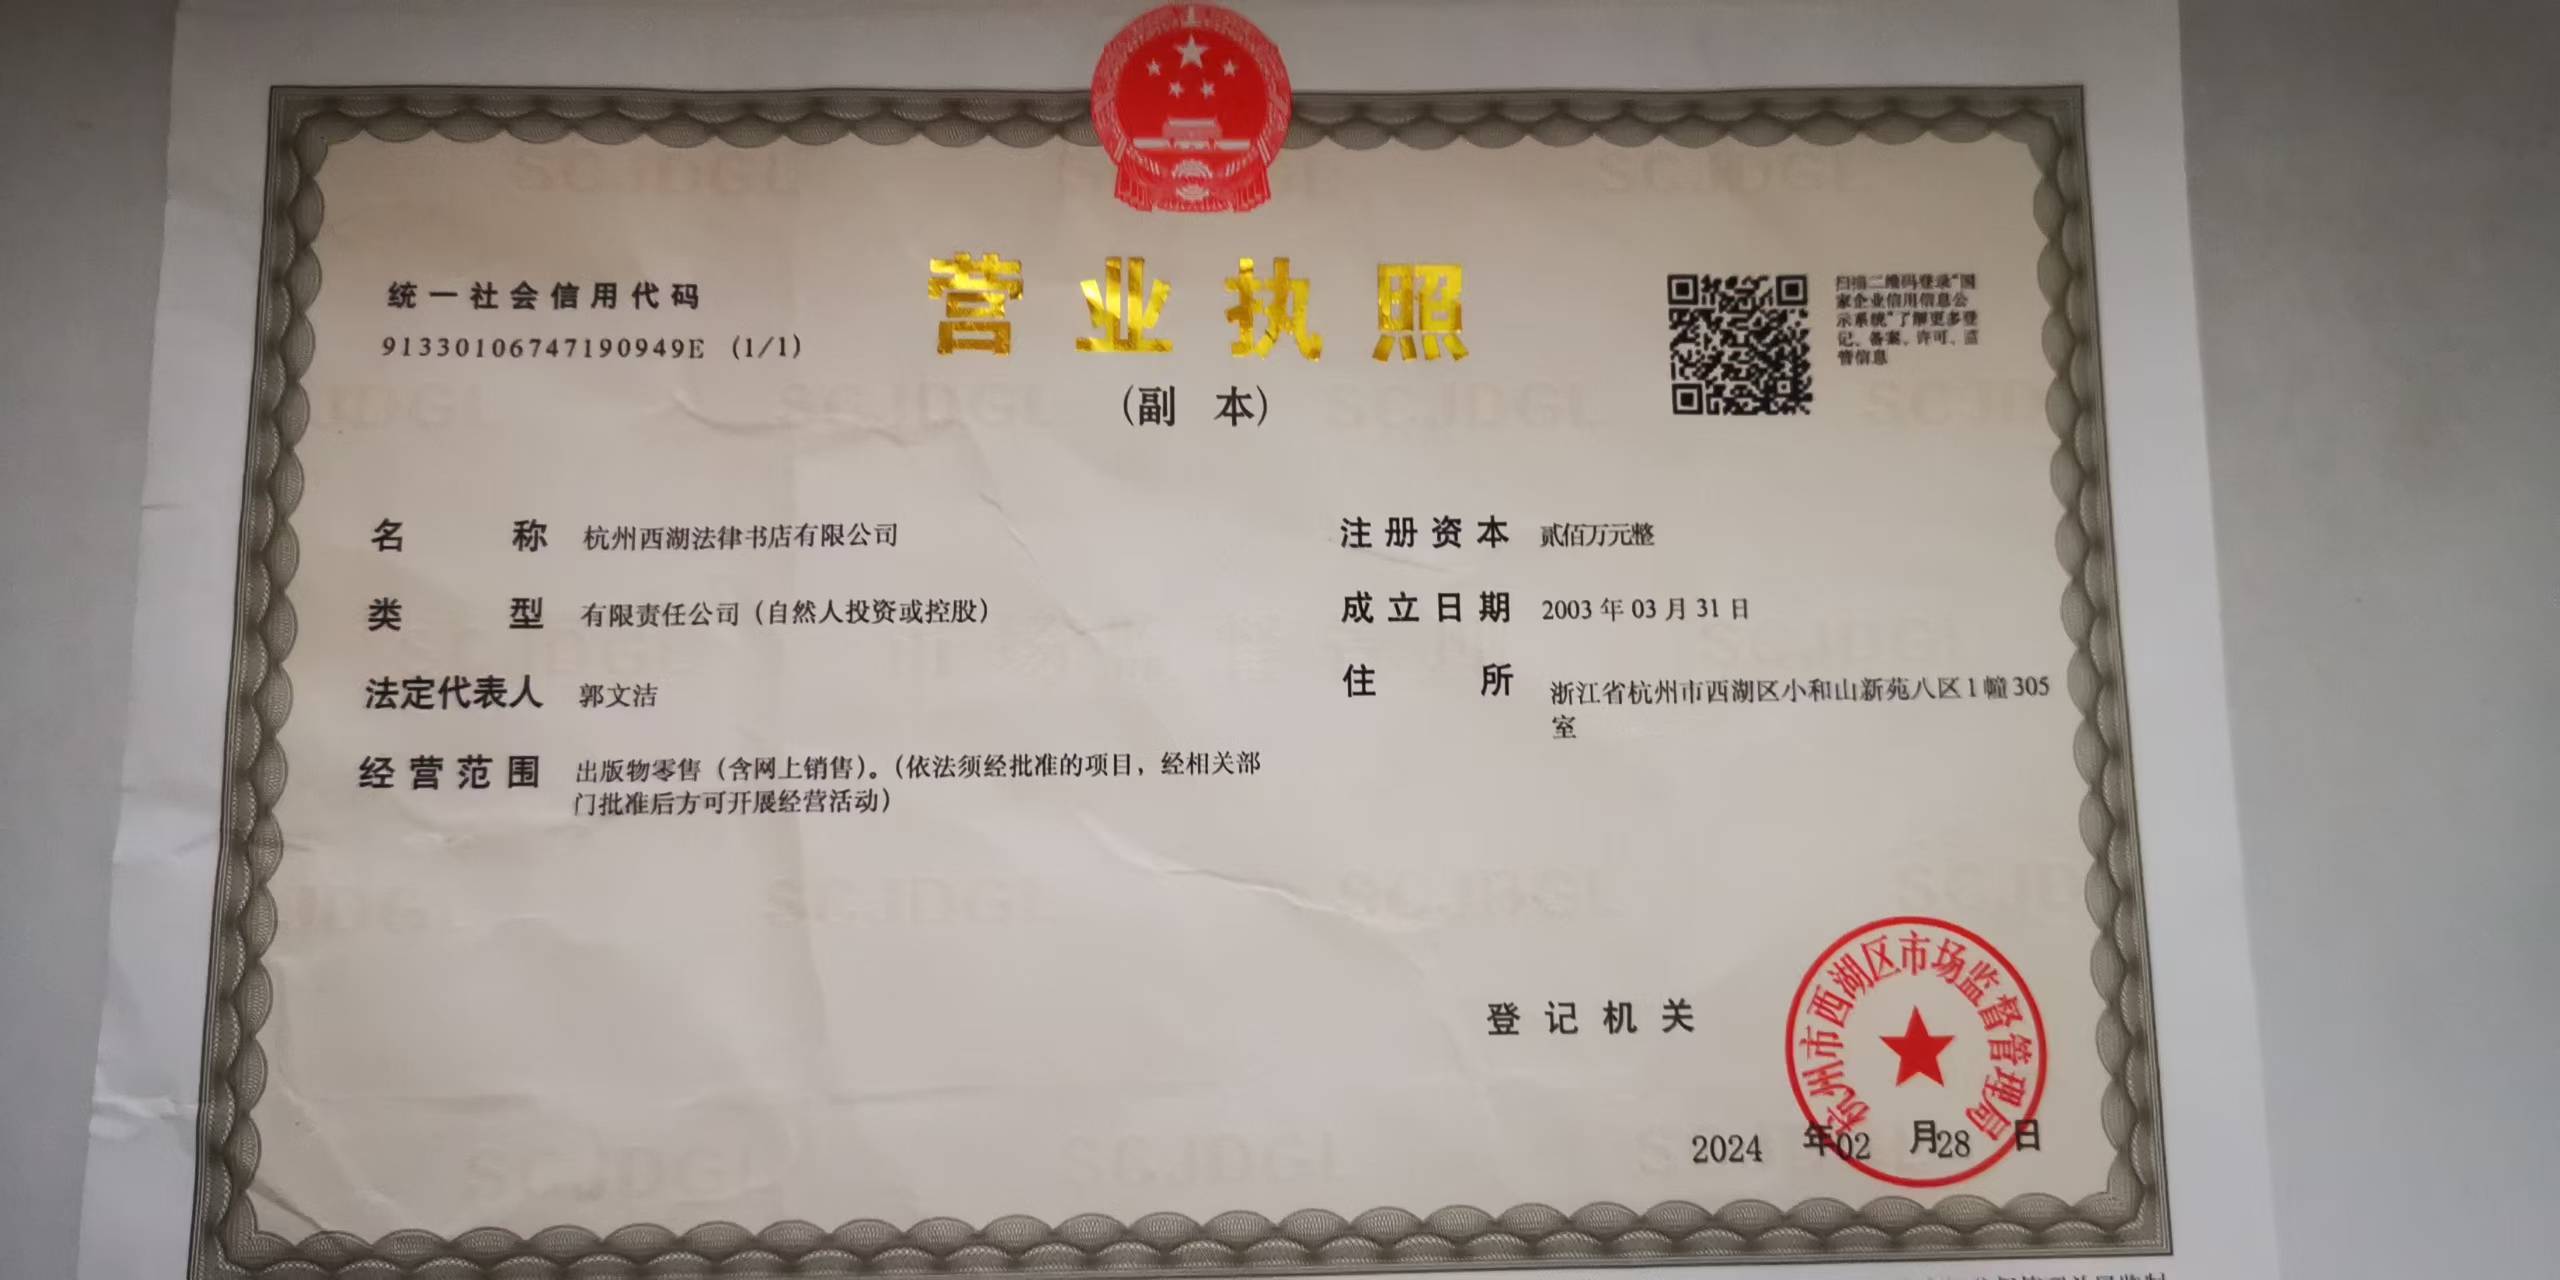 营业执照
(副 本)
统一社会信用代码
91330106747190949E (1/1)
扫描二维码登录“国
家企业信用信息公
示系统”了解更多登
记、备案、许可、监
管信息
名 称 杭州西湖法律书店有限公司
类 型 有限责任公司（自然人投资或控股）
法定代表人 郭文洁
经营范围 出版物零售（含网上销售）。（依法须经批准的项目，经相关部
门批准后方可开展经营活动）
注册资本 贰佰万元整
成立日期 2003年03月31日
住 所 浙江省杭州市西湖区小和山新苑八区1幢305
室
登记机关
杭州市西湖区市场监督管理局
2024 年02 月28 日
SCJDGL